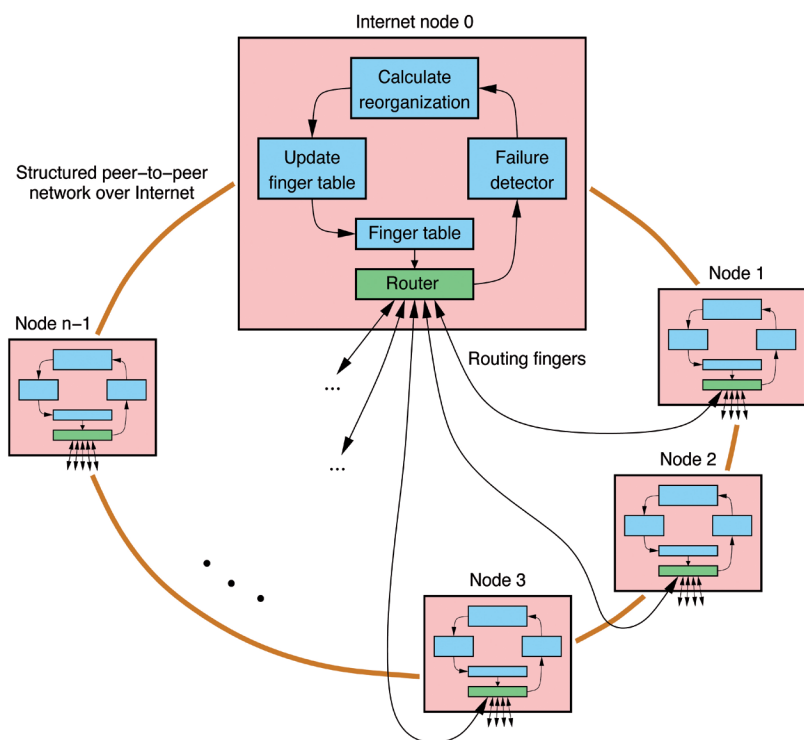 Internet node 0
Calculate
reorganization
Update
finger table
Failure
detector
Structured peer−to−peer
network over Internet
Finger table
Router
Node 1
Node n−1
Routing fingers
...
...
Node 2
Node 3